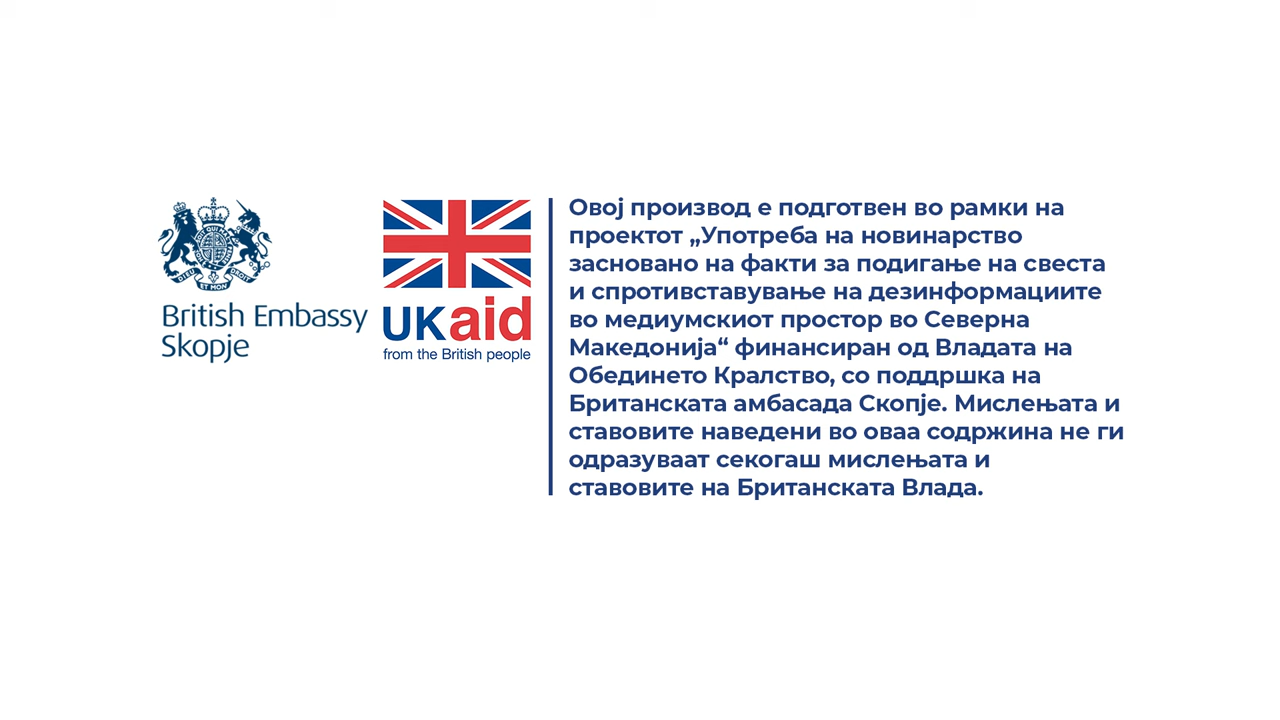 British Embassy
Skopje
UKaid
from the British people
Овој производ е подготвен во рамки на
проектот „Употреба на новинарство
засновано на факти за подигање на свеста
и спротивставување на дезинформациите
во медиумскиот простор во Северна
Македонија“ финансиран од Владата на
Обединето Кралство, со поддршка на
Британската амбасада Скопје. Мислењата и
ставовите наведени во оваа содржина не ги
одразуваат секогаш мислењата и
ставовите на Британската Влада.